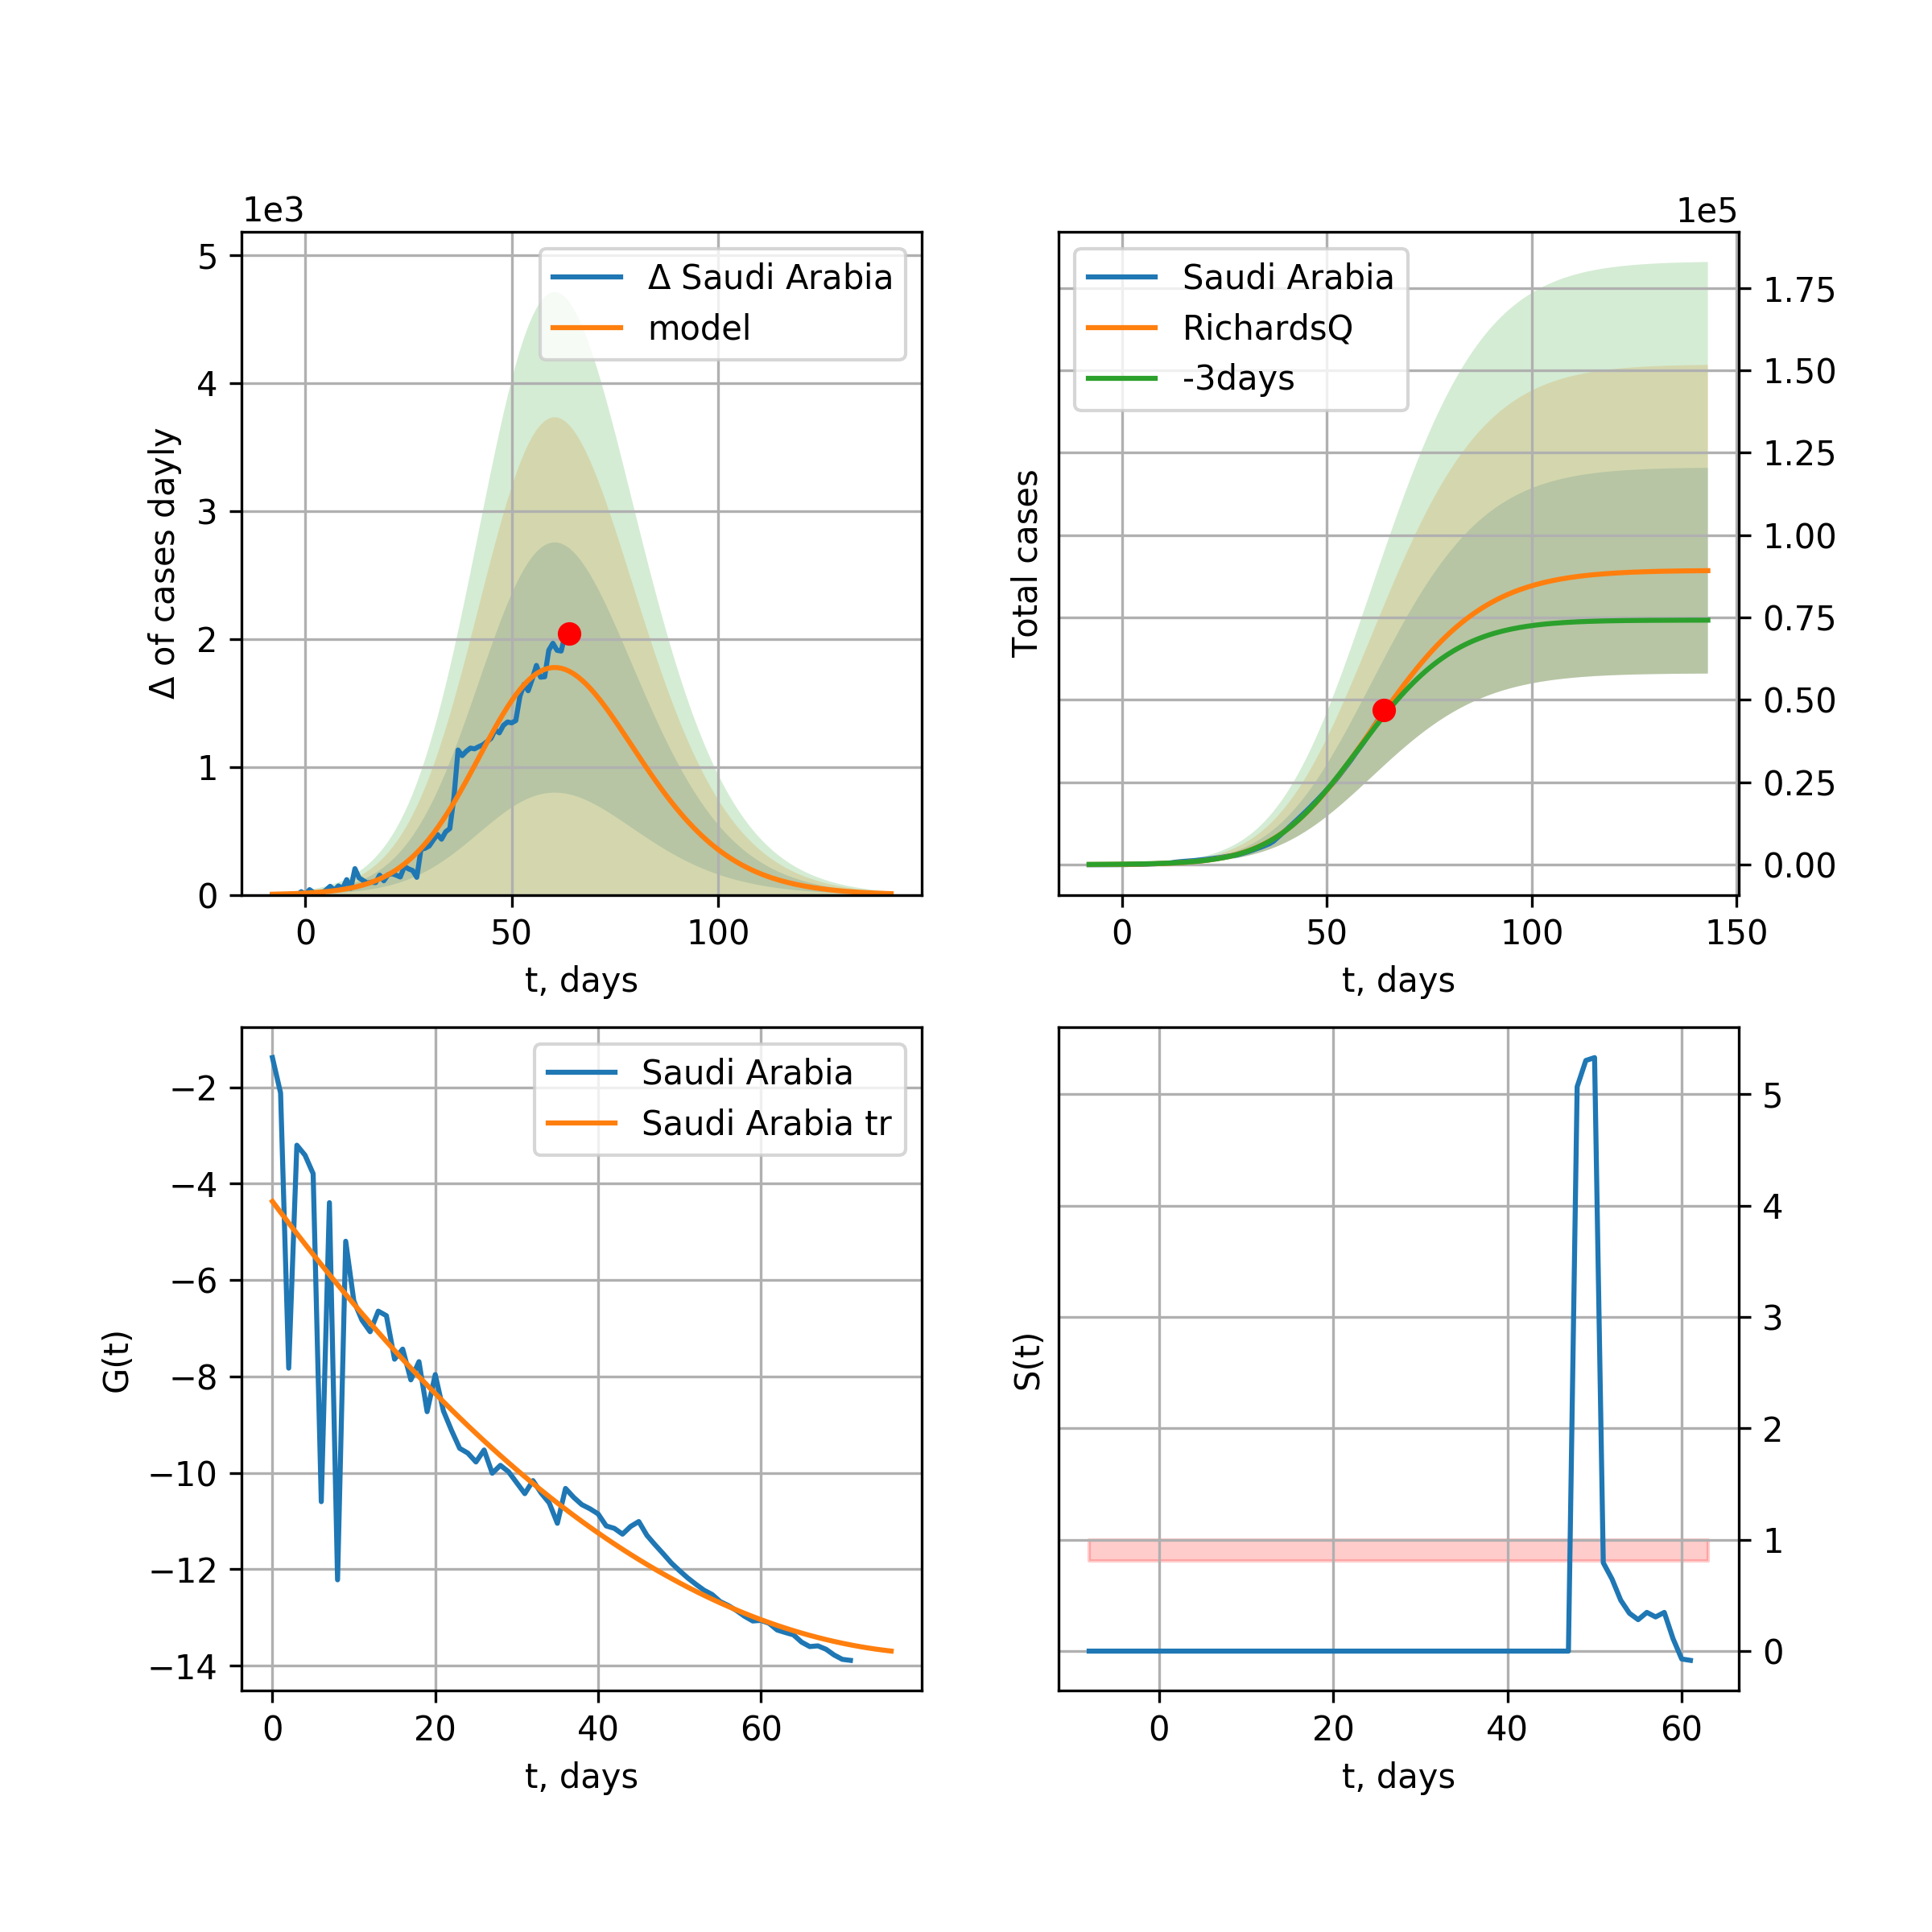 1e3
5
4
3
2
1
0
Δ of cases dayly
Δ Saudi Arabia
model
0
50
100
t, days
1e5
Saudi Arabia
RichardsQ
-3days
Total cases
1.75
1.50
1.25
1.00
0.75
0.50
0.25
0.00
0
50
100
150
t, days
−2
−4
−6
−8
−10
−12
−14
G(t)
Saudi Arabia
Saudi Arabia tr
0
20
40
60
t, days
S(t)
5
4
3
2
1
0
0
20
40
60
t, days